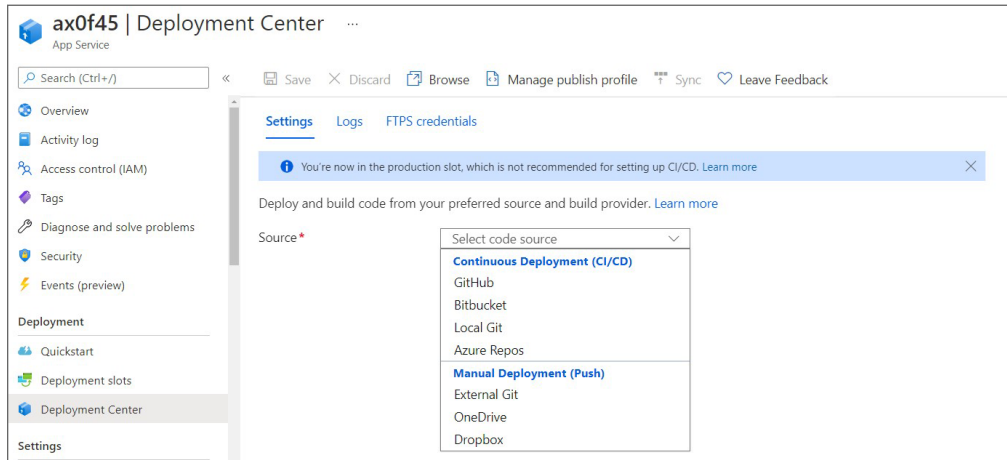 ax0f45 | Deployment Center ...
App Service
Search (Ctrl+/) «
Save Discard Browse Manage publish profile Sync Leave Feedback
Overview
Activity log
Access control (IAM)
Tags
Diagnose and solve problems
Security
Events (preview)
Deployment
Quickstart
Deployment slots
Deployment Center
Settings
Settings Logs FTPS credentials
You're now in the production slot, which is not recommended for setting up CI/CD. Learn more
Deploy and build code from your preferred source and build provider. Learn more
Source *
Select code source
Continuous Deployment (CI/CD)
GitHub
Bitbucket
Local Git
Azure Repos
Manual Deployment (Push)
External Git
OneDrive
Dropbox